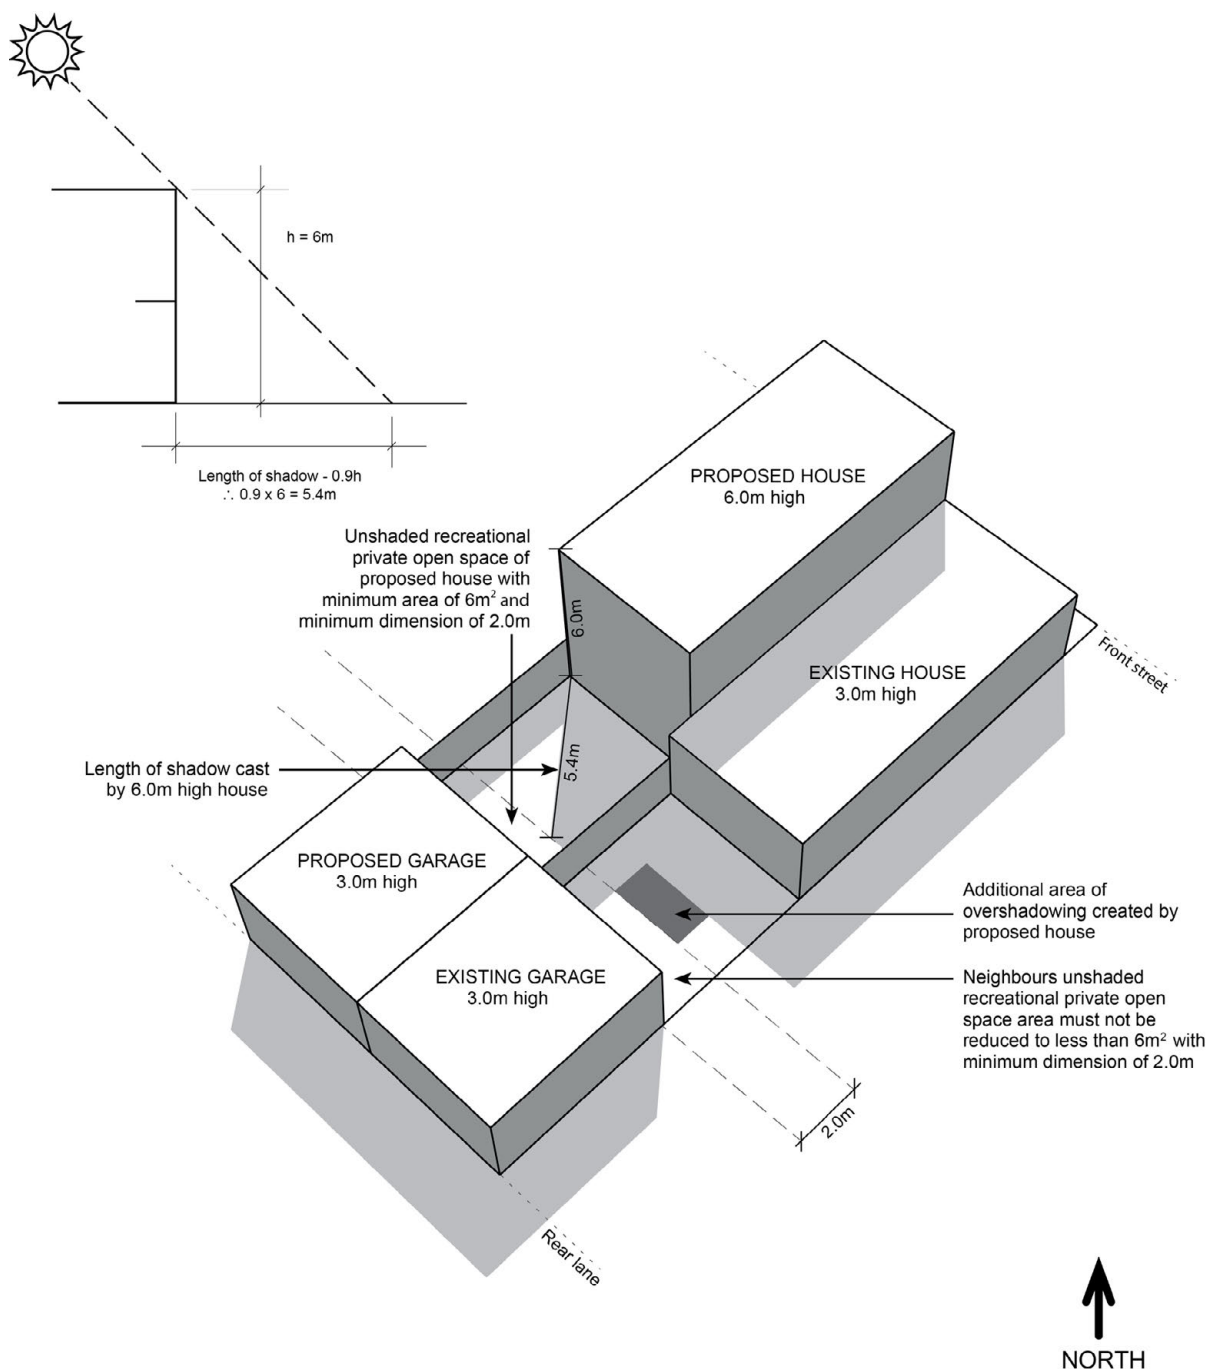 h = 6m
Length of shadow - 0.9h
∴ 0.9 x 6 = 5.4m
PROPOSED HOUSE
6.0m high
Unshaded recreational
private open space of
proposed house with
minimum area of 6m² and
minimum dimension of 2.0m
6.0m
EXISTING HOUSE
3.0m high
Front street
Length of shadow cast
by 6.0m high house
5.4m
PROPOSED GARAGE
3.0m high
EXISTING GARAGE
3.0m high
Additional area of
overshadowing created by
proposed house
Neighbours unshaded
recreational private open
space area must not be
reduced to less than 6m² with
minimum dimension of 2.0m
2.0m
Rear lane
NORTH